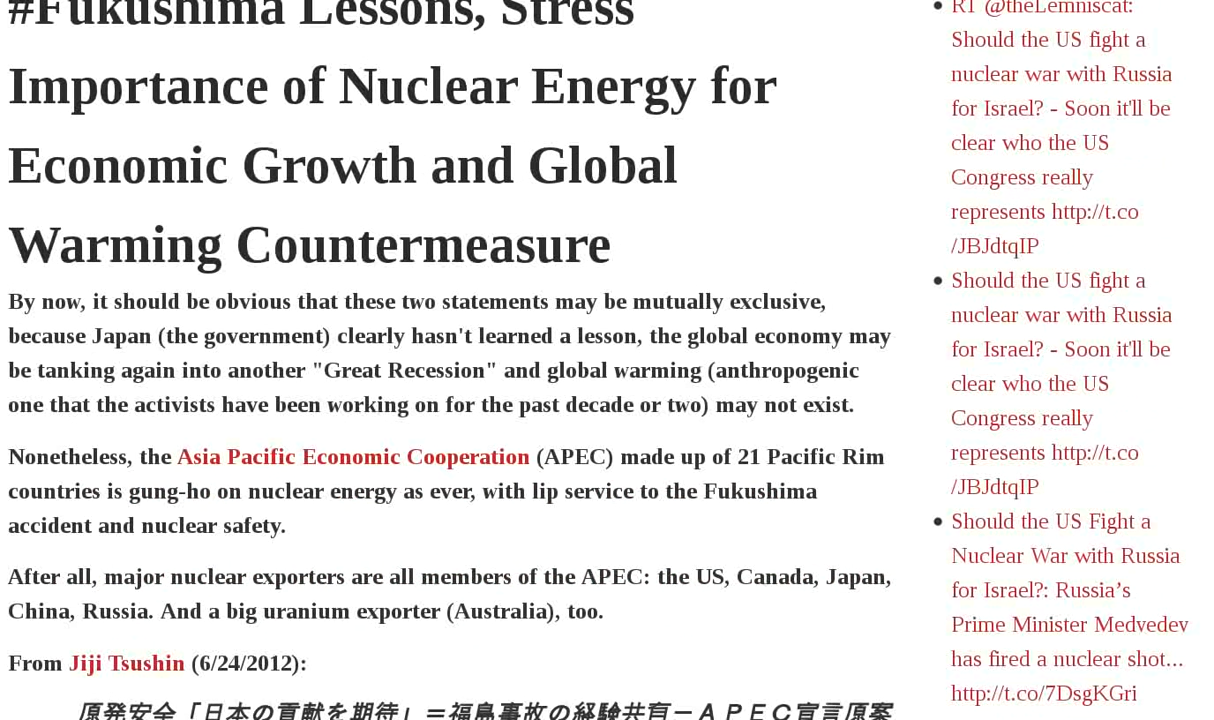 #Fukushima Lessons, Stress
Importance of Nuclear Energy for
Economic Growth and Global
Warming Countermeasure
By now, it should be obvious that these two statements may be mutually exclusive,
because Japan (the government) clearly hasn't learned a lesson, the global economy may
be tanking again into another "Great Recession" and global warming (anthropogenic
one that the activists have been working on for the past decade or two) may not exist.
Nonetheless, the Asia Pacific Economic Cooperation (APEC) made up of 21 Pacific Rim
countries is gung-ho on nuclear energy as ever, with lip service to the Fukushima
accident and nuclear safety.
After all, major nuclear exporters are all members of the APEC: the US, Canada, Japan,
China, Russia. And a big uranium exporter (Australia), too.
From Jiji Tsushin (6/24/2012):
原発安全「日本の貢献を期待」＝福島事故の経験共有－ＡＰＥＣ宣言原案
RT @theLemniscat:
Should the US fight a
nuclear war with Russia
for Israel? - Soon it'll be
clear who the US
Congress really
represents http://t.co
/JBJdtqIP
Should the US fight a
nuclear war with Russia
for Israel? - Soon it'll be
clear who the US
Congress really
represents http://t.co
/JBJdtqIP
Should the US Fight a
Nuclear War with Russia
for Israel?: Russia’s
Prime Minister Medvedev
has fired a nuclear shot...
http://t.co/7DsgKGri